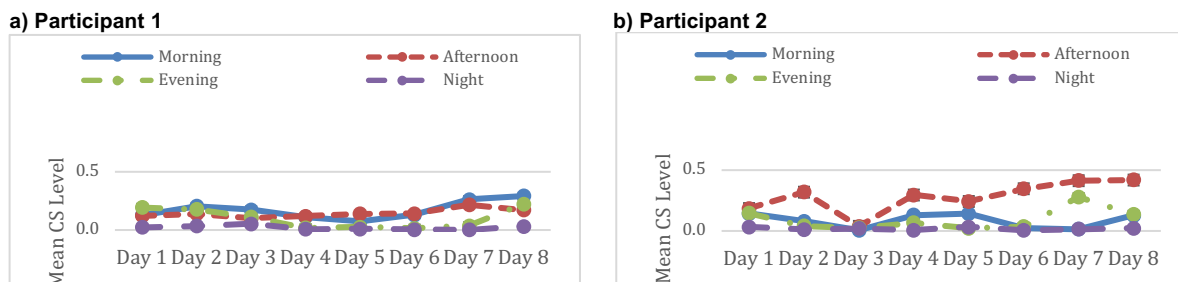 a) Participant 1
Morning
Afternoon
Evening
Night
Mean CS Level
0.5
0.0
Day 1 Day 2 Day 3 Day 4 Day 5 Day 6 Day 7 Day 8
b) Participant 2
Morning
Afternoon
Evening
Night
Mean CS Level
0.5
0.0
Day 1 Day 2 Day 3 Day 4 Day 5 Day 6 Day 7 Day 8